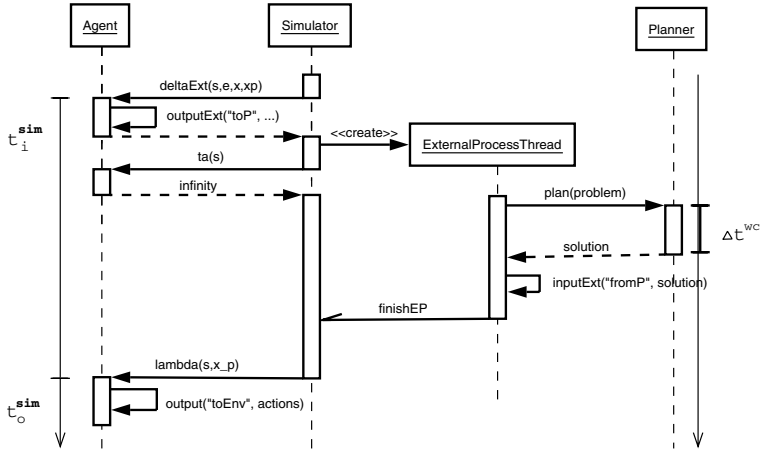 Agent
Simulator
Planner
deltaExt(s,e,x,xp)
outputExt("toP", ...)
t_i^sim
<<create>>
ExternalProcessThread
ta(s)
infinity
plan(problem)
Δt^wc
solution
inputExt("fromP", solution)
finishEP
lambda(s,x_p)
output("toEnv", actions)
t_o^sim